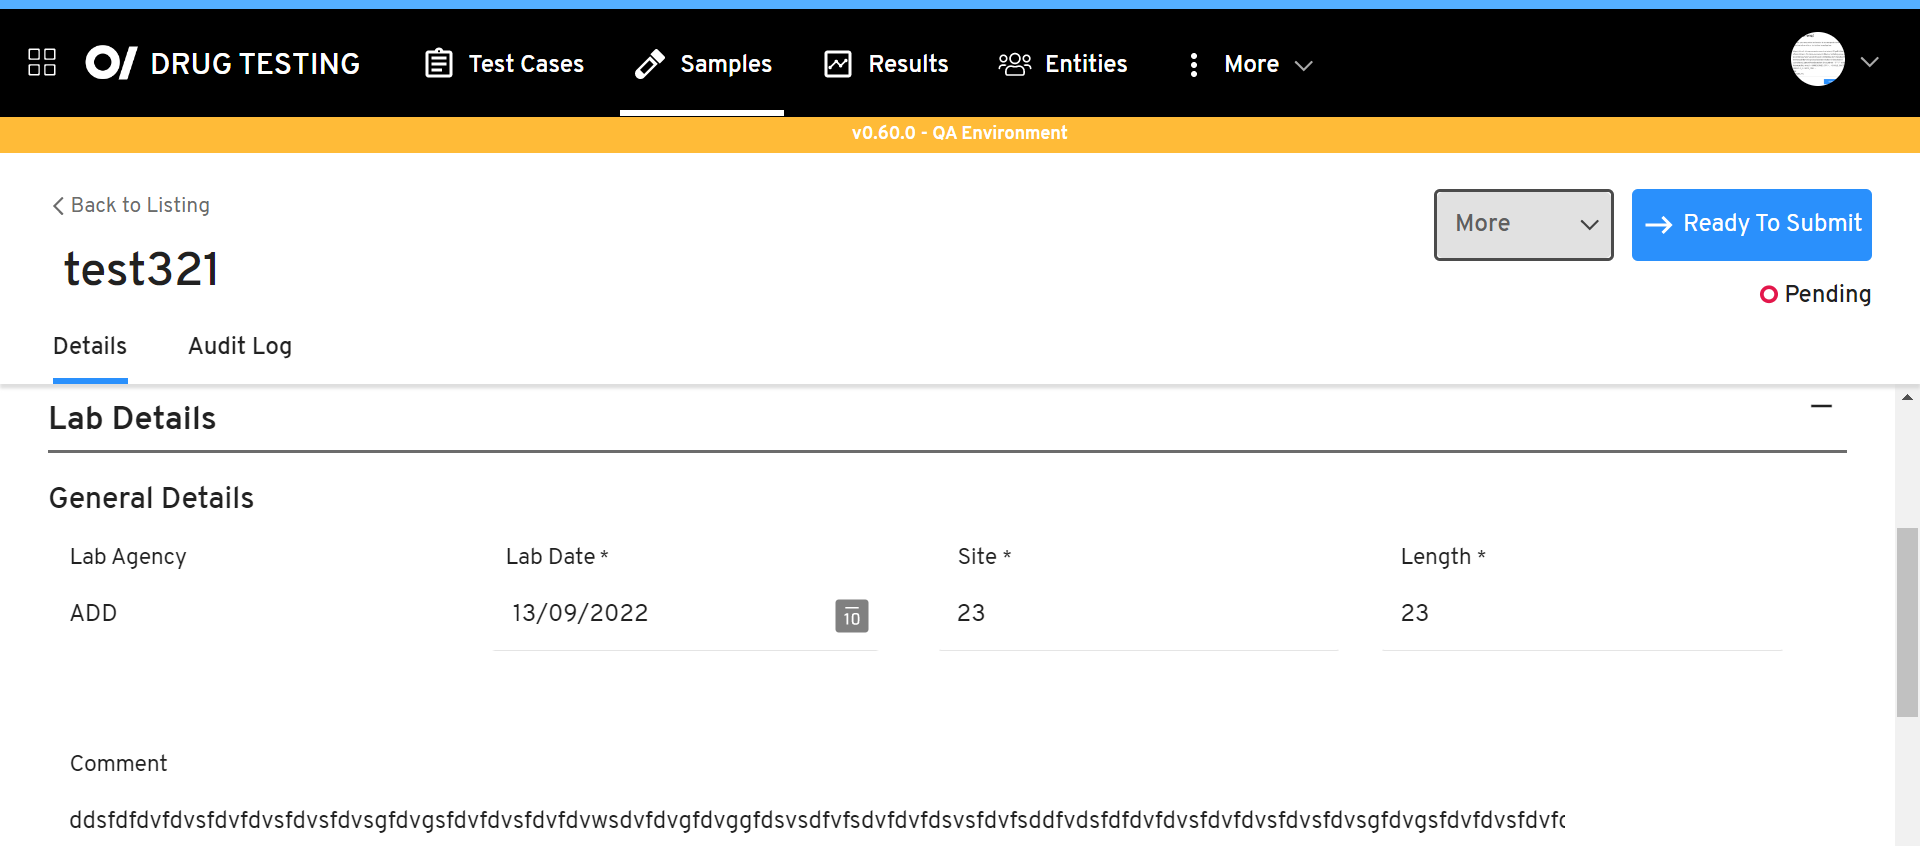 DRUG TESTING Test Cases Samples Results Entities More
v0.60.0 - QA Environment
Back to Listing
More Ready To Submit
test321
Pending
Details Audit Log
Lab Details
General Details
Lab Agency Lab Date * Site * Length *
ADD 13/09/2022 10 23 23
Comment